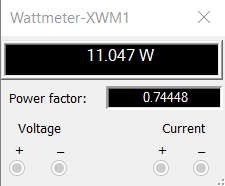 Wattmeter-XWM1
11.047 W
Power factor: 0.74448
Voltage Current
+ − + −